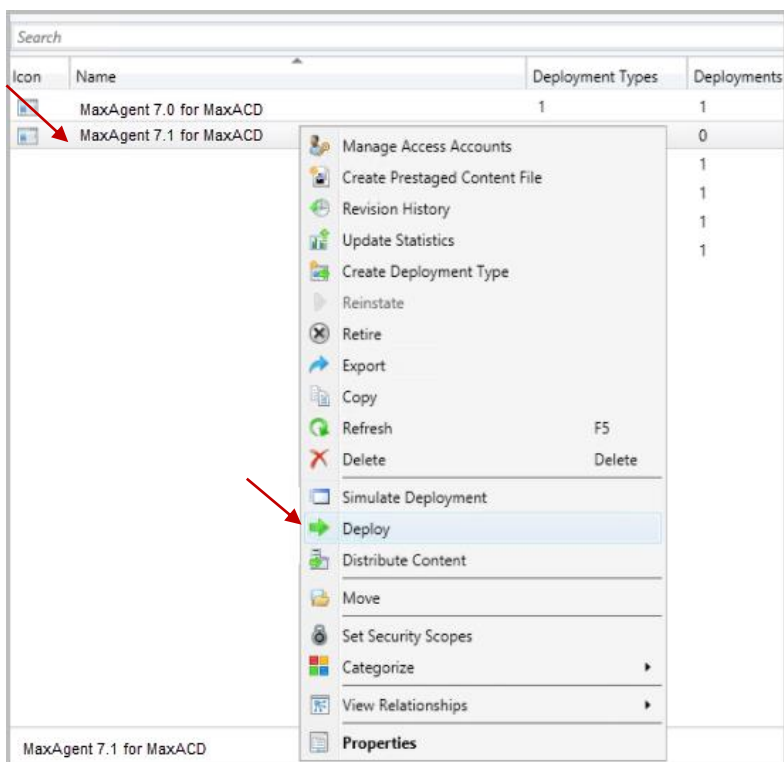 Search
Icon Name Deployment Types Deployments
MaxAgent 7.0 for MaxACD 1 1
MaxAgent 7.1 for MaxACD 0
Manage Access Accounts
1
Create Prestaged Content File
1
Revision History
1
Update Statistics
1
Create Deployment Type
Reinstate
Retire
Export
Copy
Refresh F5
Delete Delete
Simulate Deployment
Deploy
Distribute Content
Move
Set Security Scopes
Categorize
View Relationships
Properties
MaxAgent 7.1 for MaxACD